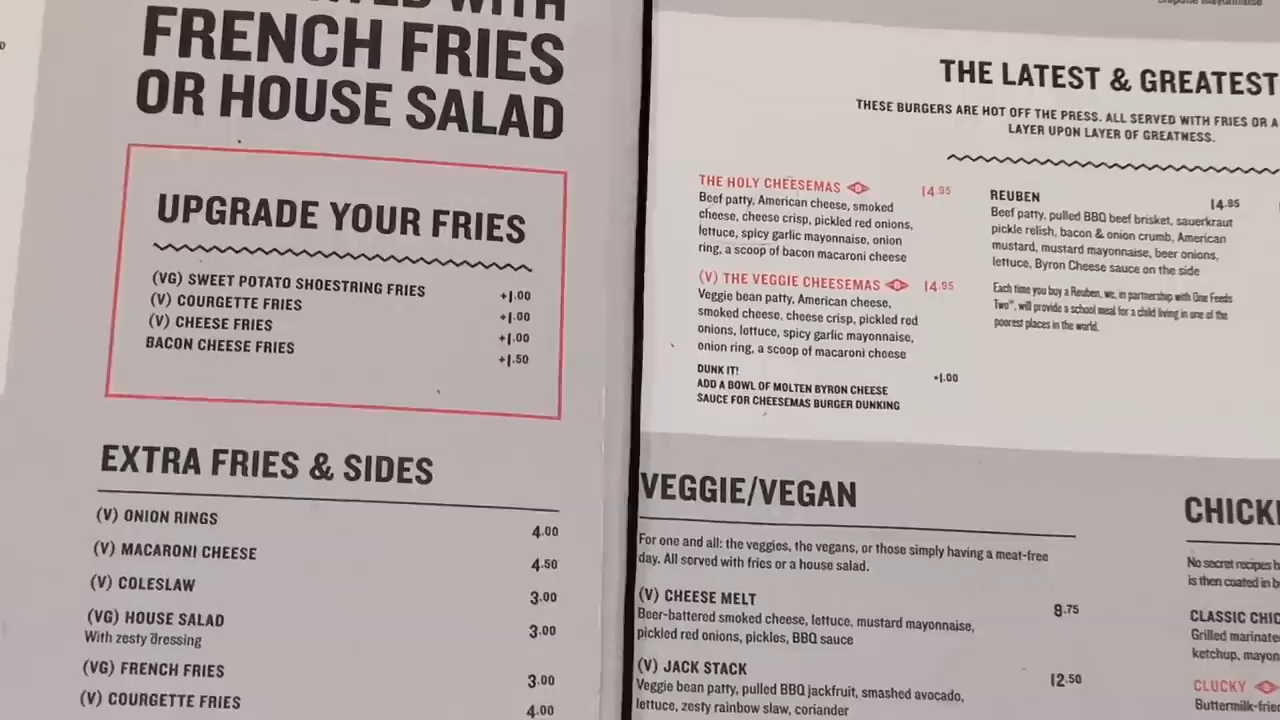 SERVED WITH
FRENCH FRIES
OR HOUSE SALAD
UPGRADE YOUR FRIES
(VG) SWEET POTATO SHOESTRING FRIES +1.00
(V) COURGETTE FRIES +1.00
(V) CHEESE FRIES +1.00
BACON CHEESE FRIES +1.50
EXTRA FRIES & SIDES
(V) ONION RINGS 4.00
(V) MACARONI CHEESE 4.50
(V) COLESLAW 3.00
(VG) HOUSE SALAD 3.00
With zesty dressing
(VG) FRENCH FRIES 3.00
(V) COURGETTE FRIES 4.00
THE LATEST & GREATEST
THESE BURGERS ARE HOT OFF THE PRESS. ALL SERVED WITH FRIES OR A
LAYER UPON LAYER OF GREATNESS.
THE HOLY CHEESEMAS B 14.95
Beef patty, American cheese, smoked
cheese, cheese crisp, pickled red onions,
lettuce, spicy garlic mayonnaise, onion
ring, a scoop of bacon macaroni cheese
(V) THE VEGGIE CHEESEMAS B 14.95
Veggie bean patty, American cheese,
smoked cheese, cheese crisp, pickled red
onions, lettuce, spicy garlic mayonnaise,
onion ring, a scoop of macaroni cheese
DUNK IT! +1.00
ADD A BOWL OF MOLTEN BYRON CHEESE
SAUCE FOR CHEESEMAS BURGER DUNKING
REUBEN 14.95
Beef patty, pulled BBQ beef brisket, sauerkraut
pickle relish, bacon & onion crumb, American
mustard, mustard mayonnaise, beer onions,
lettuce, Byron Cheese sauce on the side
Each time you buy a Reuben, we, in partnership with One Feeds
Two®, will provide a school meal for a child living in one of the
poorest places in the world.
VEGGIE/VEGAN
For one and all: the veggies, the vegans, or those simply having a meat-free
day. All served with fries or a house salad.
(V) CHEESE MELT 8.75
Beer-battered smoked cheese, lettuce, mustard mayonnaise,
pickled red onions, pickles, BBQ sauce
(V) JACK STACK 12.50
Veggie bean patty, pulled BBQ jackfruit, smashed avocado,
lettuce, zesty rainbow slaw, coriander
No secret recipes
is then coated in
CLASSIC
Grilled
ketchup,
CLUCKY